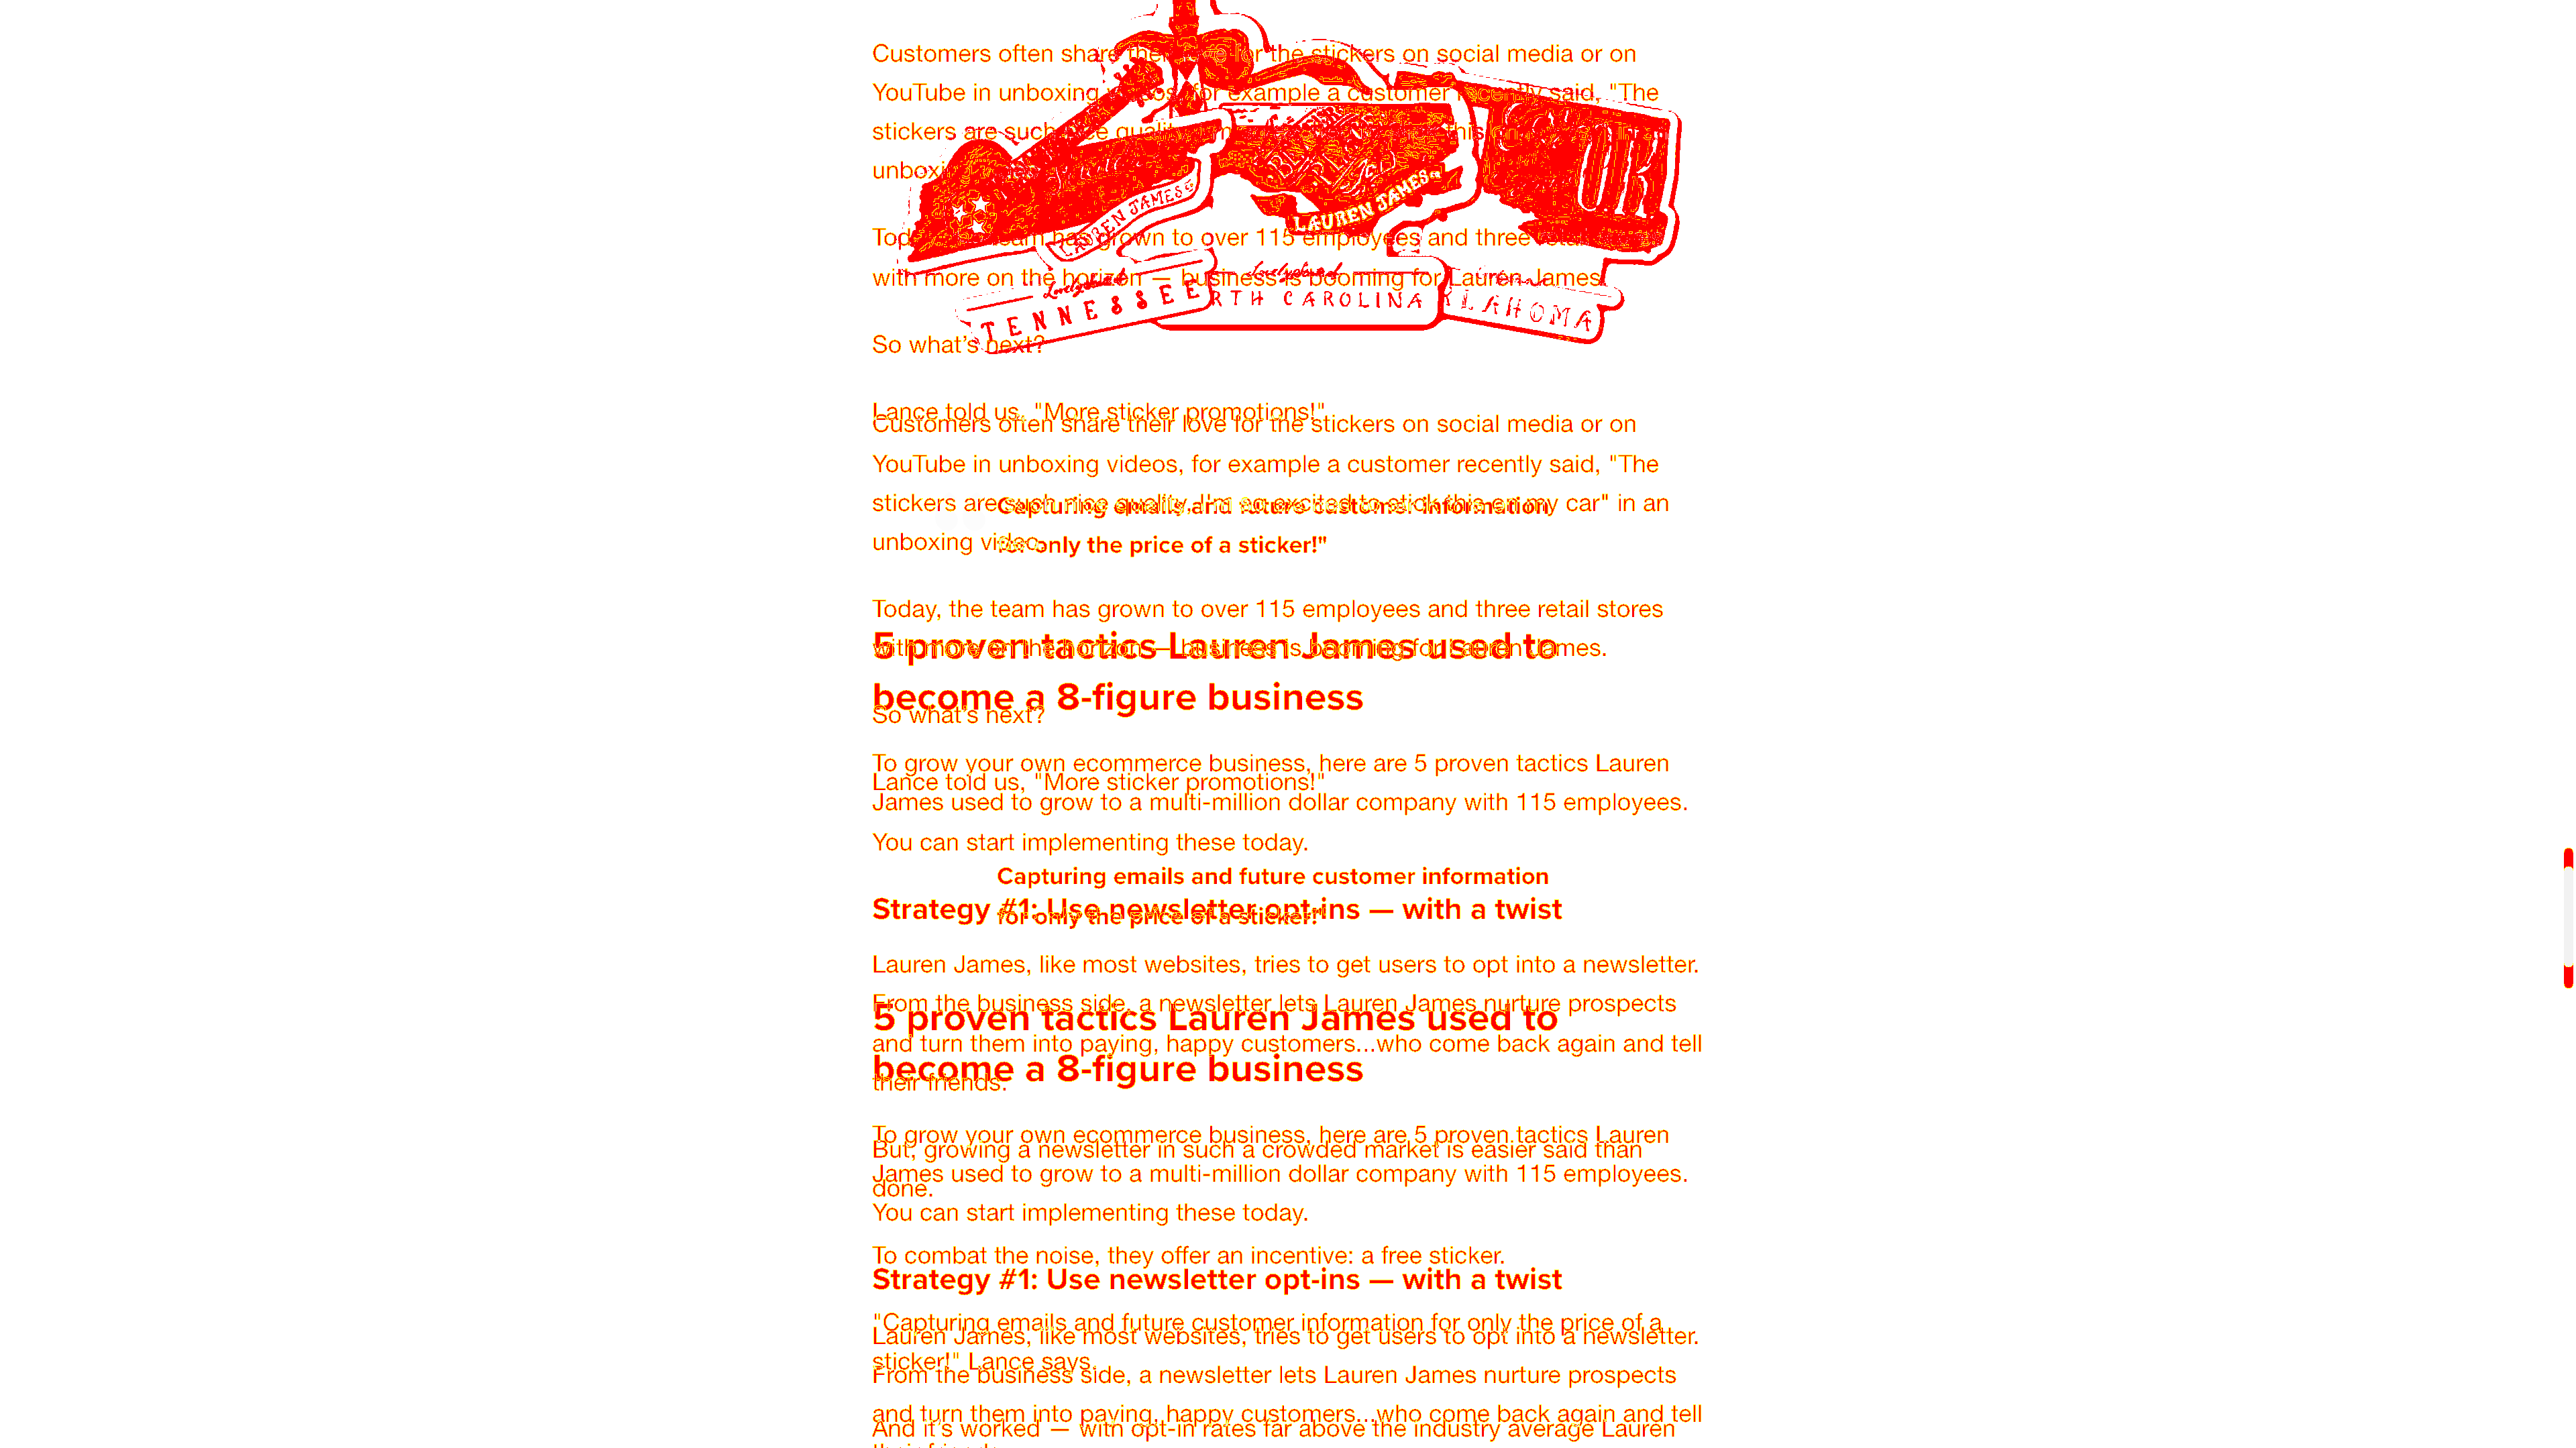 Customers often share their love for the stickers on social media or on
YouTube in unboxing videos, for example a customer recently said, "The
stickers are such nice quality,
unboxing
LAUREN JAMES
LAUREN JAMES
Today, the team has grown to over 115 employees and three retail
with more on the horizon — business is booming for Lauren James.
TENNESSEE
RTH CAROLINA
LAHOMA
So what's next?
Lance told us, "More sticker promotions!"
Customers often share their love for the stickers on social media or on
YouTube in unboxing videos, for example a customer recently said, "The
stickers are such nice quality, I'm so excited to stick this on my car" in an
Capturing emails and future customer information
unboxing video.
for only the price of a sticker!"
Today, the team has grown to over 115 employees and three retail stores
5 proven tactics Lauren James used to
with more on the horizon — business is booming for Lauren James.
become a 8-figure business
So what's next?
To grow your own ecommerce business, here are 5 proven tactics Lauren
Lance told us, "More sticker promotions!"
James used to grow to a multi-million dollar company with 115 employees.
You can start implementing these today.
Capturing emails and future customer information
Strategy #1: Use newsletter opt-ins — with a twist
for only the price of a sticker!"
Lauren James, like most websites, tries to get users to opt into a newsletter.
From the business side, a newsletter lets Lauren James nurture prospects
5 proven tactics Lauren James used to
and turn them into paying, happy customers...who come back again and tell
become a 8-figure business
their friends.
To grow your own ecommerce business, here are 5 proven tactics Lauren
But, growing a newsletter in such a crowded market is easier said than
James used to grow to a multi-million dollar company with 115 employees.
done.
You can start implementing these today.
To combat the noise, they offer an incentive: a free sticker.
Strategy #1: Use newsletter opt-ins — with a twist
"Capturing emails and future customer information for only the price of a
Lauren James, like most websites, tries to get users to opt into a newsletter.
sticker!" Lance says.
From the business side, a newsletter lets Lauren James nurture prospects
and turn them into paying, happy customers...who come back again and tell
And it's worked — with opt-in rates far above the industry average Lauren